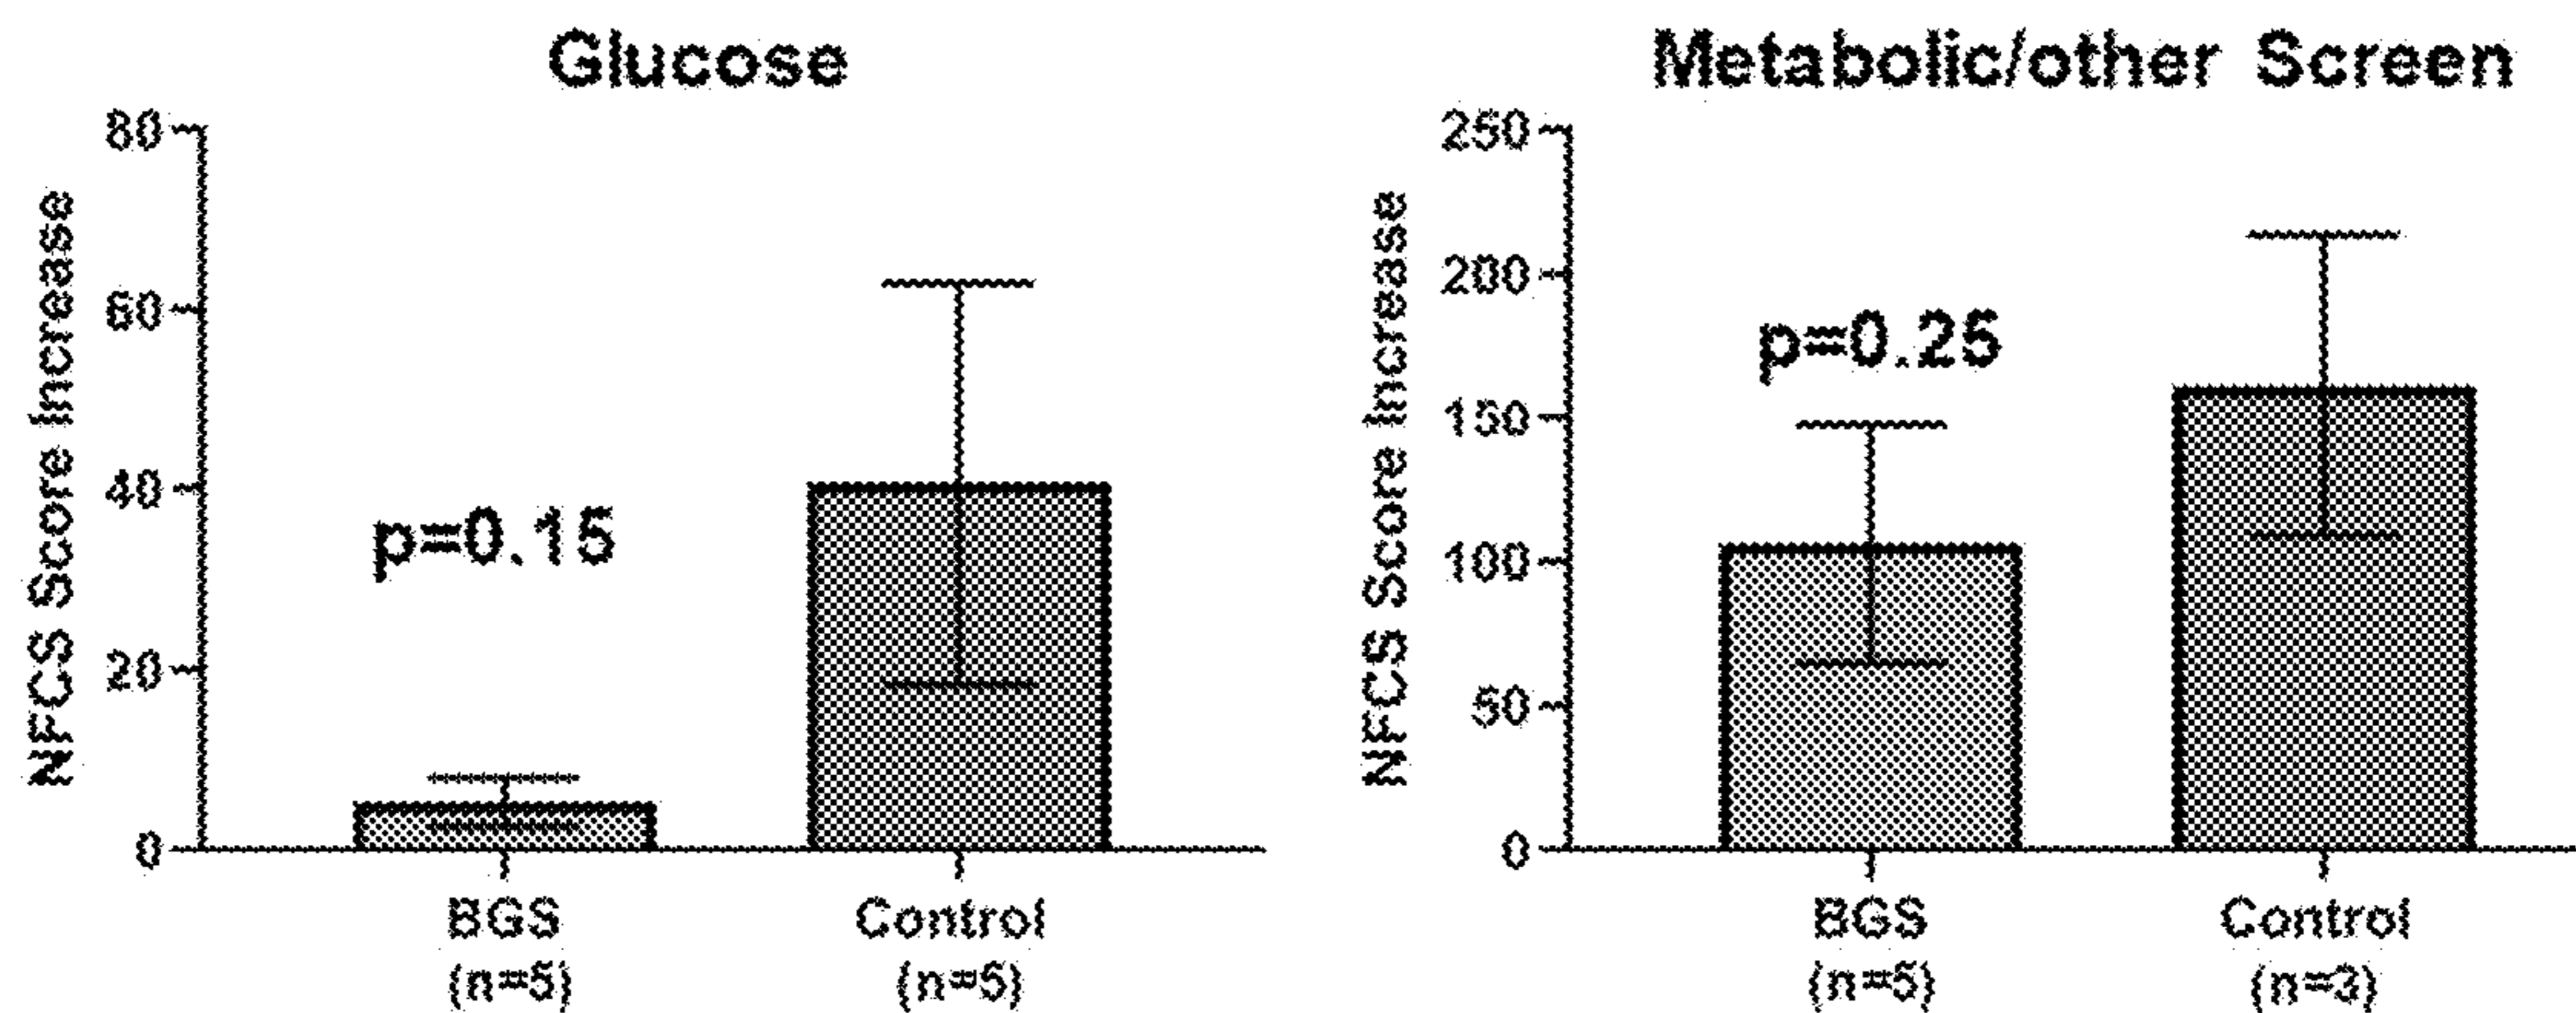 Glucose
NFCS Score Increase
80
60
40
20
0
p=0.15
BGS
(n=5)
Control
(n=5)
Metabolic/other Screen
NFCS Score Increase
250
200
150
100
50
0
p=0.25
BGS
(n=5)
Control
(n=3)